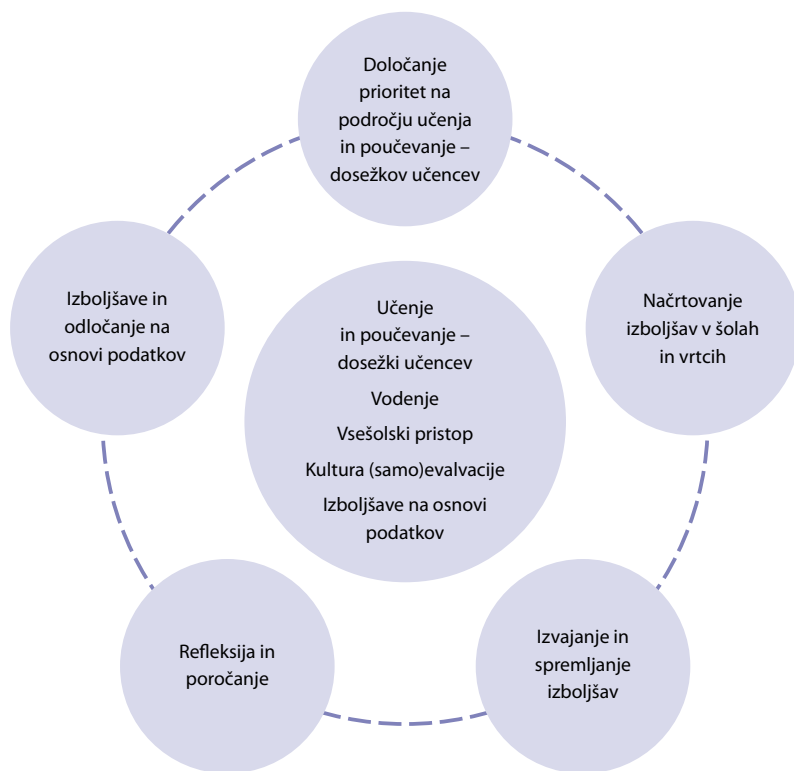 Določanje
prioritet na
področju učenja
in poučevanje –
dosežkov učencev
Načrtovanje
izboljšav v šolah
in vrtcih
Izvajanje in
spremljanje
izboljšav
Refleksija in
poročanje
Izboljšave in
odločanje na
osnovi podatkov
Učenje
in poučevanje –
dosežki učencev
Vodenje
Vsešolski pristop
Kultura (samo)evalvacije
Izboljšave na osnovi
podatkov